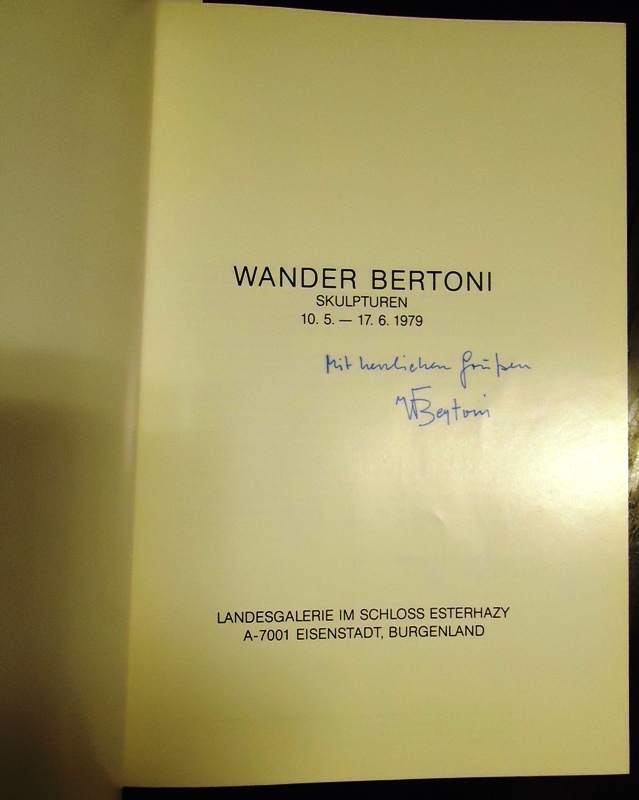 WANDER BERTONI
SKULPTUREN
10. 5. — 17. 6. 1979
Mit herzlichen Grüßen
W Bertoni
LANDESGALERIE IM SCHLOSS ESTERHAZY
A-7001 EISENSTADT, BURGENLAND